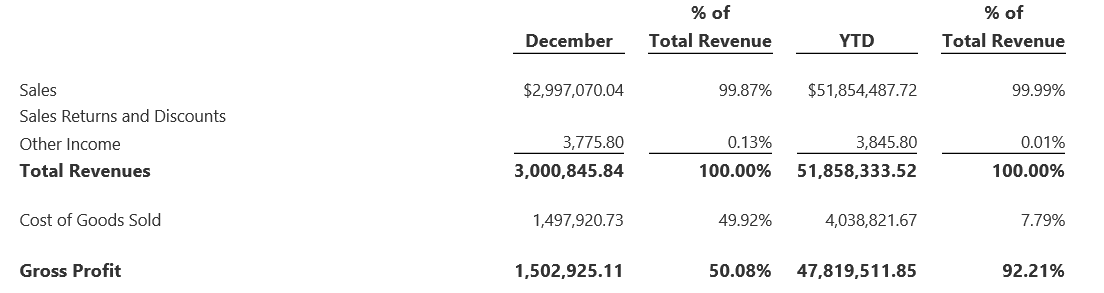 % of % of
December Total Revenue YTD Total Revenue
Sales $2,997,070.04 99.87% $51,854,487.72 99.99%
Sales Returns and Discounts
Other Income 3,775.80 0.13% 3,845.80 0.01%
Total Revenues 3,000,845.84 100.00% 51,858,333.52 100.00%
Cost of Goods Sold 1,497,920.73 49.92% 4,038,821.67 7.79%
Gross Profit 1,502,925.11 50.08% 47,819,511.85 92.21%